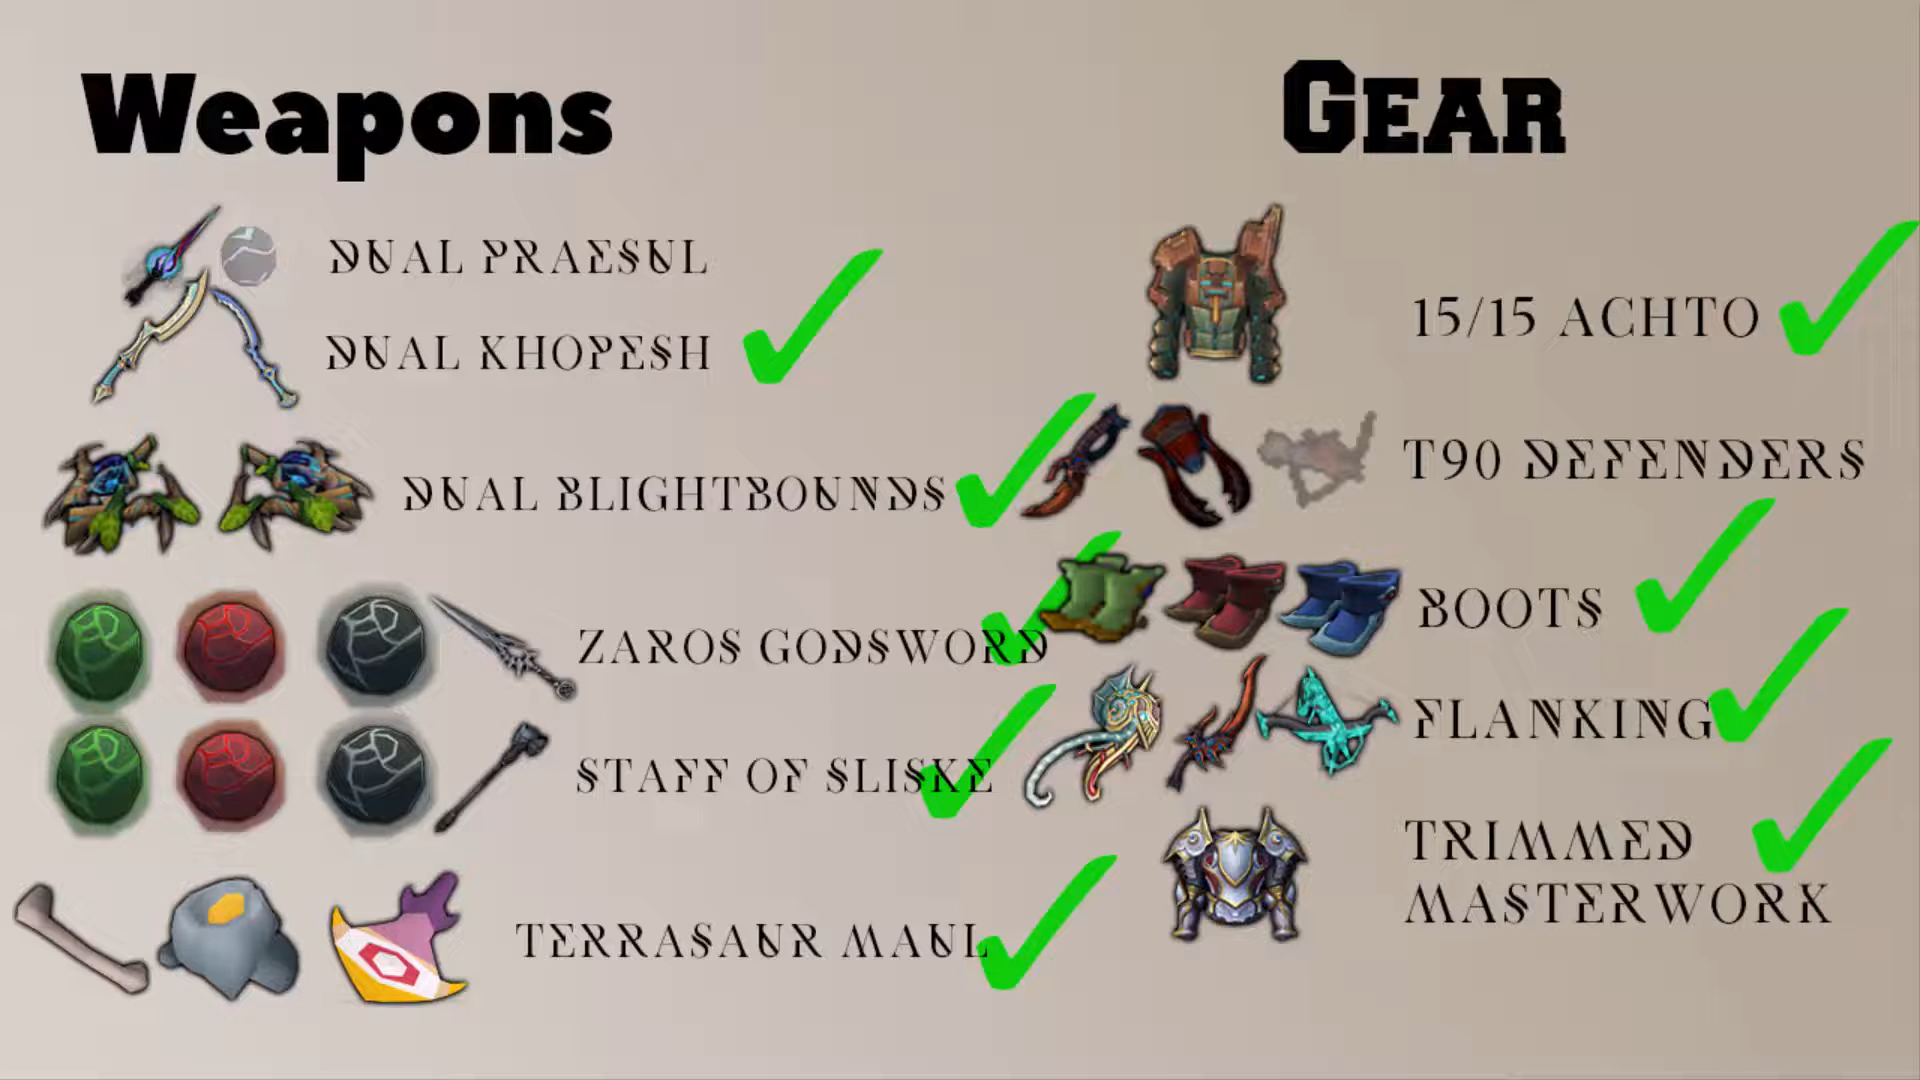 Weapons
DUAL PRAESUL
DUAL KHOPESH
DUAL BLIGHTBOUNDS
ZAROS GODSWORD
STAFF OF SLISKE
TERRASAUR MAUL
GEAR
15/15 ACHTO
T90 DEFENDERS
BOOTS
FLANKING
TRIMMED
MASTERWORK